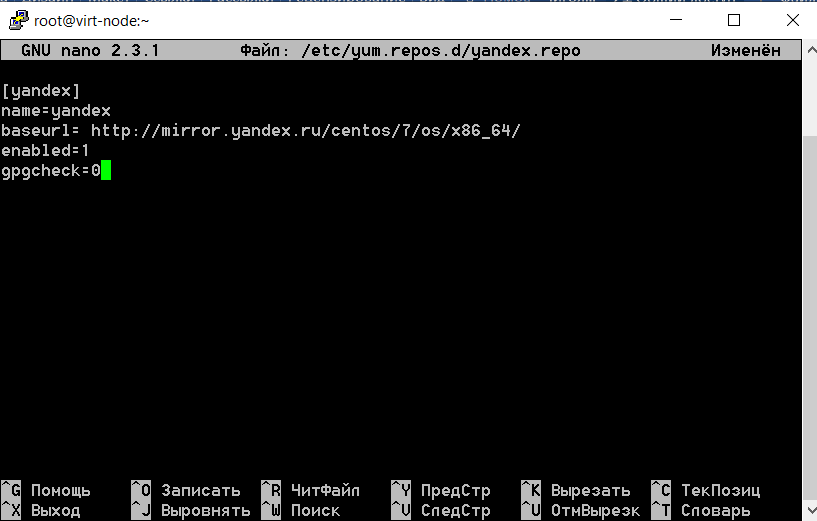 root@virt-node:~
GNU nano 2.3.1 Файл: /etc/yum.repos.d/yandex.repo Изменён
[yandex]
name=yandex
baseurl= http://mirror.yandex.ru/centos/7/os/x86_64/
enabled=1
gpgcheck=0
^G Помощь ^O Записать ^R ЧитФайл ^Y ПредСтр ^K Вырезать ^C ТекПозиц
^X Выход ^J Выровнять ^W Поиск ^V СледСтр ^U ОтмВырезк ^T Словарь